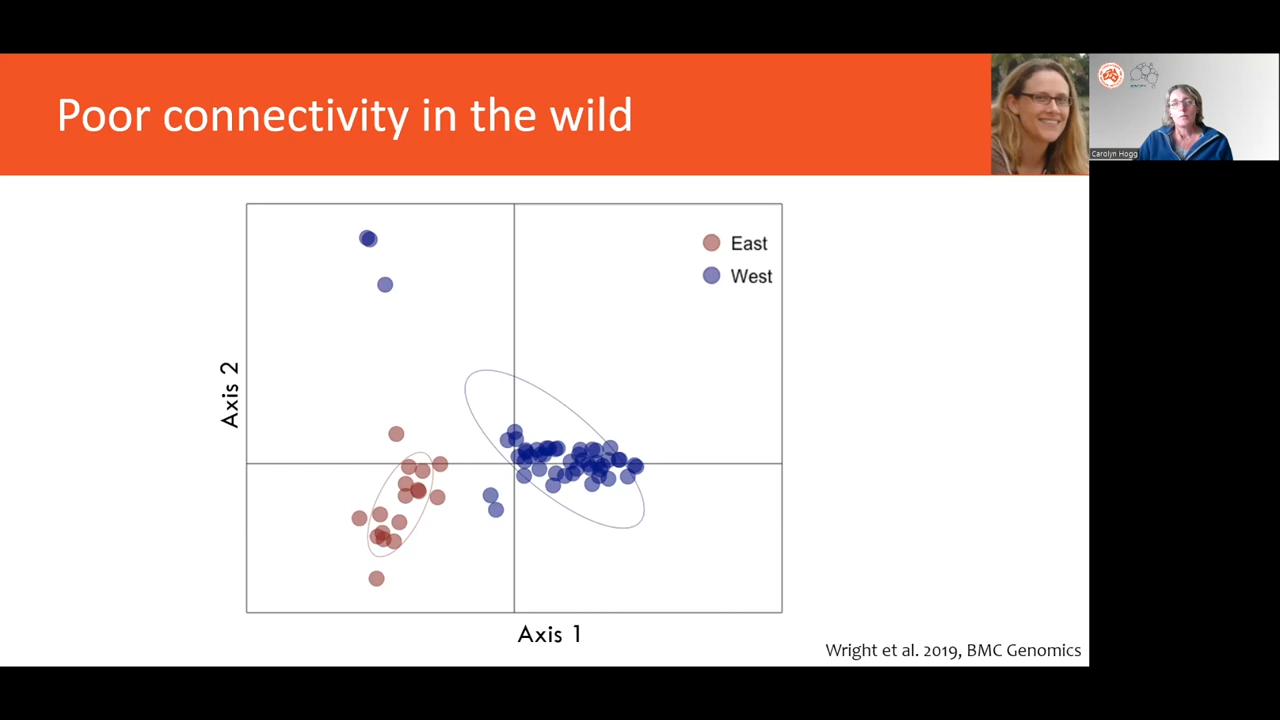 Poor connectivity in the wild
Carolyn Hogg
East
West
Axis 2
Axis 1
Wright et al. 2019, BMC Genomics